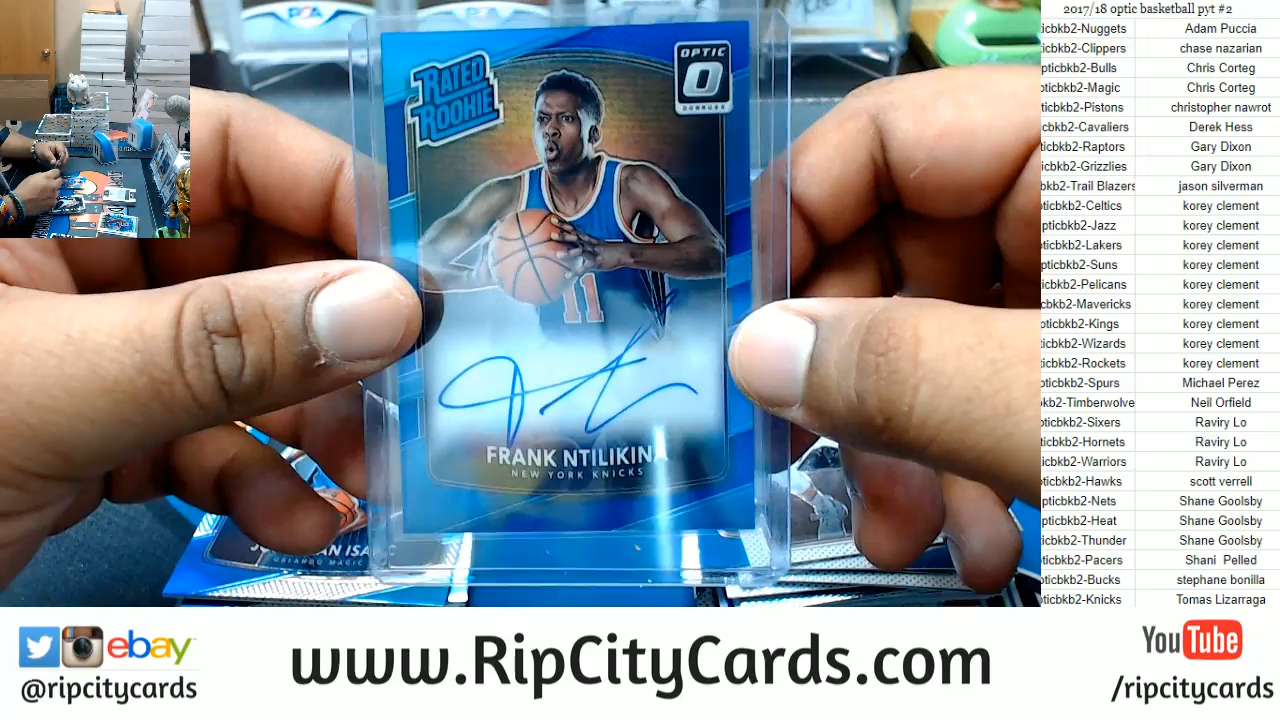 RATED
ROOKIE
OPTIC
DONRUSS
11
FRANK NTILIKINA
NEW YORK KNICKS
ORLANDO MAGIC
2017/18 optic basketball pyt #2
icbkb2-Nuggets Adam Puccia
icbkb2-Clippers chase nazarian
pticbkb2-Bulls Chris Corteg
pticbkb2-Magic Chris Corteg
pticbkb2-Pistons christopher nawrot
icbkb2-Cavaliers Derek Hess
ticbkb2-Raptors Gary Dixon
ticbkb2-Grizzlies Gary Dixon
bkb2-Trail Blazers jason silverman
pticbkb2-Celtics korey clement
pticbkb2-Jazz korey clement
pticbkb2-Lakers korey clement
pticbkb2-Suns korey clement
pticbkb2-Pelicans korey clement
cbkb2-Mavericks korey clement
pticbkb2-Kings korey clement
ticbkb2-Wizards korey clement
ticbkb2-Rockets korey clement
pticbkb2-Spurs Michael Perez
bkb2-Timberwolve Neil Orfield
pticbkb2-Sixers Raviry Lo
ticbkb2-Hornets Raviry Lo
ticbkb2-Warriors Raviry Lo
ticbkb2-Hawks scott verrell
pticbkb2-Nets Shane Goolsby
pticbkb2-Heat Shane Goolsby
ticbkb2-Thunder Shane Goolsby
pticbkb2-Pacers Shani Pelled
pticbkb2-Bucks stephane bonilla
pticbkb2-Knicks Tomas Lizarraga
ebay
@ripcitycards
www.RipCityCards.com
YouTube
/ripcitycards